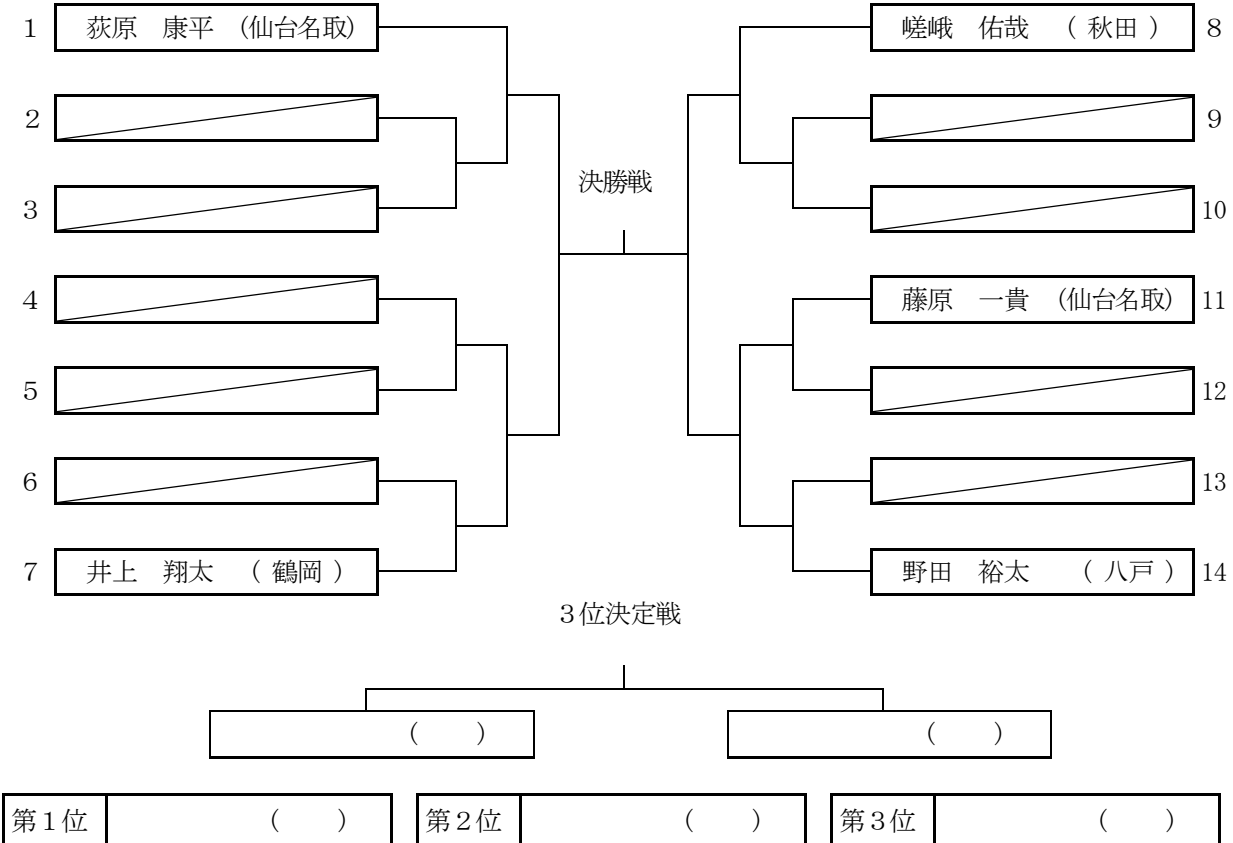 1 荻原　康平　（仙台名取） 嵯峨　佑哉　（ 秋田 ） 8
2 9
決勝戦
3 10
4 藤原　一貴　（仙台名取） 11
5 12
6 13
7 井上　翔太　（ 鶴岡 ） 野田　裕太　（ 八戸 ） 14
３位決定戦
（　　） （　　）
第１位 （　　） 第２位 （　　） 第３位 （　　）